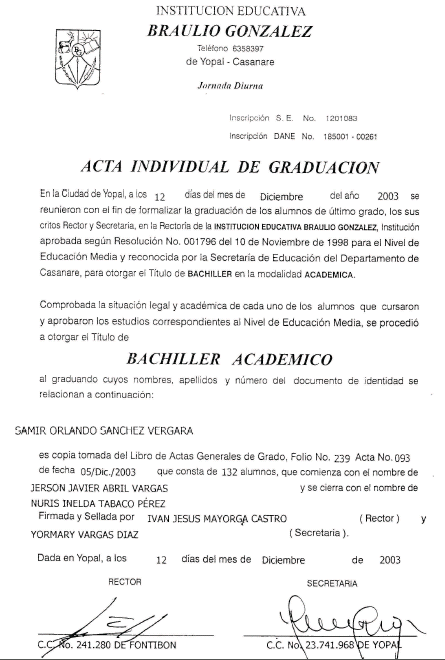 INSTITUCION EDUCATIVA
BRAULIO GONZALEZ
Teléfono 6358397
de Yopal - Casanare
Jornada Diurna
Inscripción S. E. No. 1201083
Inscripción DANE No. 185001 - 00261
ACTA INDIVIDUAL DE GRADUACION
En la Ciudad de Yopal, a los 12 días del mes de Diciembre del año 2003 se
reunieron con el fin de formalizar la graduación de los alumnos de último grado, los sus
critos Rector y Secretaria, en la Rectoría de la INSTITUCION EDUCATIVA BRAULIO GONZALEZ, Institución
aprobada según Resolución No. 001796 del 10 de Noviembre de 1998 para el Nivel de
Educación Media y reconocida por la Secretaría de Educación del Departamento de
Casanare, para otorgar el Título de BACHILLER en la modalidad ACADEMICA.
Comprobada la situación legal y académica de cada uno de los alumnos que cursaron
y aprobaron los estudios correspondientes al Nivel de Educación Media, se procedió
a otorgar el Titulo de
BACHILLER ACADEMICO
al graduando cuyos nombres, apellidos y número del documento de identidad se
relacionan a continuación:
SAMIR ORLANDO SANCHEZ VERGARA
es copia tomada del Libro de Actas Generales de Grado, Folio No. 239 Acta No. 093
de fecha 05/Dic./2003 que consta de 132 alumnos, que comienza con el nombre de
JERSON JAVIER ABRIL VARGAS y se cierra con el nombre de
NURIS INELDA TABACO PÉREZ
Firmada y Sellada por IVAN JESUS MAYORGA CASTRO ( Rector ) y
YORMARY VARGAS DIAZ ( Secretaria ).
Dada en Yopal, a los 12 días del mes de Diciembre de 2003
RECTOR SECRETARIA
C.C. No. 241.280 DE FONTIBON C.C. No. 23.741.968 DE YOPAL